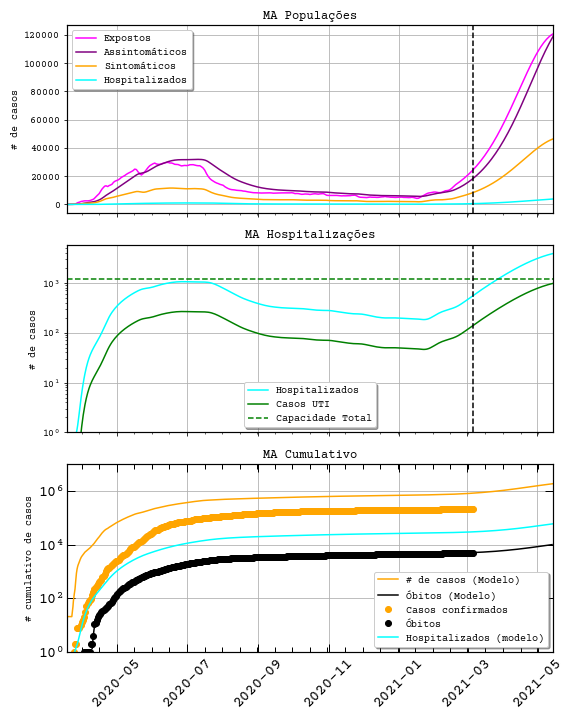 MA Populações
# de casos
120000
100000
80000
60000
40000
20000
0
Expostos
Assintomáticos
Sintomáticos
Hospitalizados
MA Hospitalizações
# de casos
10³
10²
10¹
10⁰
Hospitalizados
Casos UTI
Capacidade Total
MA Cumulativo
# cumulativo de casos
10⁶
10⁴
10²
10⁰
# de casos (Modelo)
Óbitos (Modelo)
Casos confirmados
Óbitos
Hospitalizados (modelo)
2020-05
2020-07
2020-09
2020-11
2021-01
2021-03
2021-05